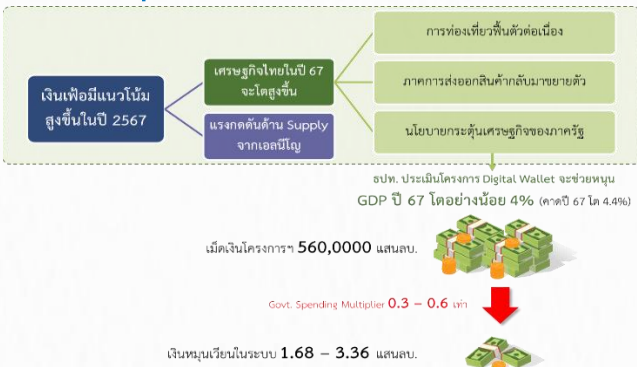 เงินเฟ้อมีแนวโน้ม
สูงขึ้นในปี 2567
เศรษฐกิจไทยในปี 67
จะโตสูงขึ้น
แรงกดดันด้าน Supply
จากเอลนีโญ
การท่องเที่ยวฟื้นตัวต่อเนื่อง
ภาคการส่งออกสินค้ากลับมาขยายตัว
นโยบายกระตุ้นเศรษฐกิจของภาครัฐ
ธปท. ประเมินโครงการ Digital Wallet จะช่วยหนุน
GDP ปี 67 โตอย่างน้อย 4% (คาดปี 67 โต 4.4%)
เม็ดเงินโครงการฯ 560,0000 แสนลบ.
Govt. Spending Multiplier 0.3 – 0.6 เท่า
เงินหมุนเวียนในระบบ 1.68 – 3.36 แสนลบ.